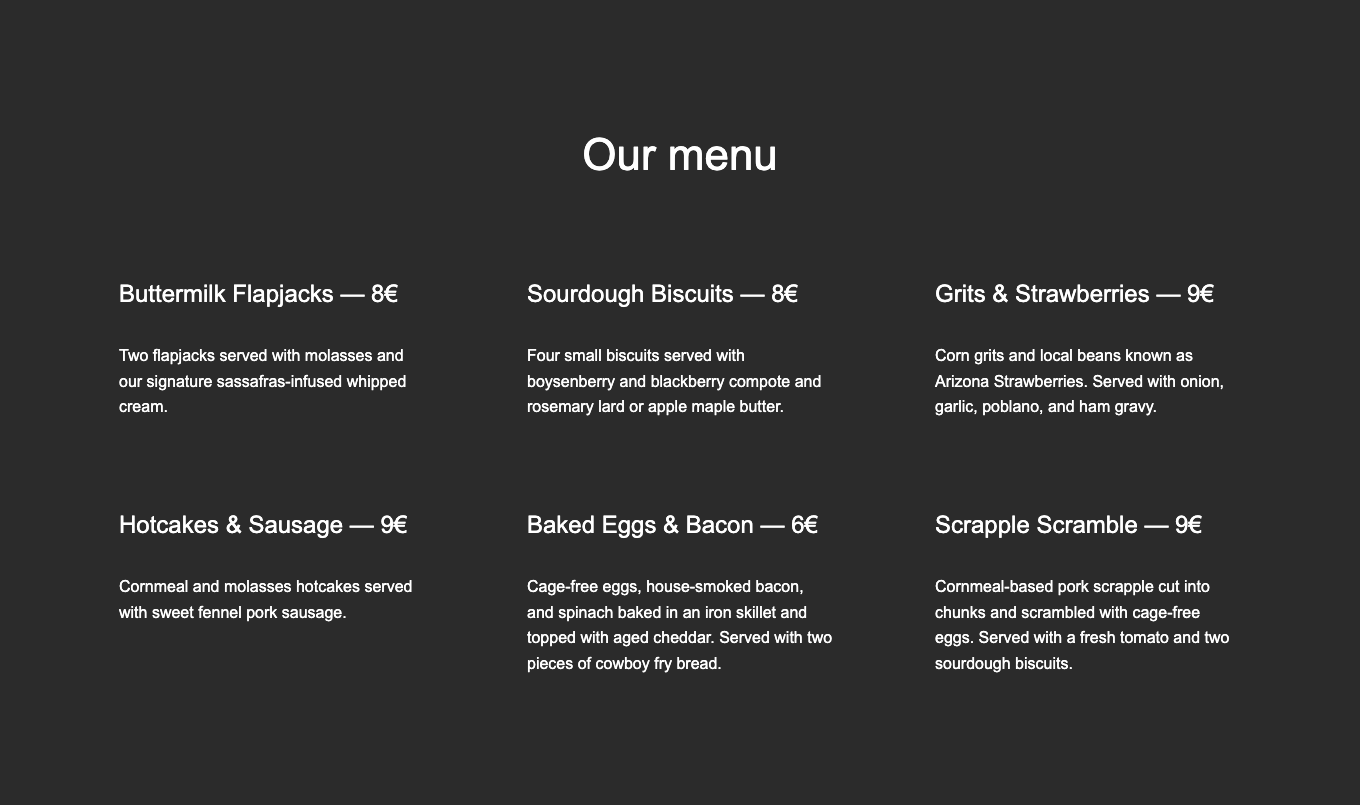 Our menu
Buttermilk Flapjacks — 8€
Two flapjacks served with molasses and
our signature sassafras-infused whipped
cream.
Sourdough Biscuits — 8€
Four small biscuits served with
boysenberry and blackberry compote and
rosemary lard or apple maple butter.
Grits & Strawberries — 9€
Corn grits and local beans known as
Arizona Strawberries. Served with onion,
garlic, poblano, and ham gravy.
Hotcakes & Sausage — 9€
Cornmeal and molasses hotcakes served
with sweet fennel pork sausage.
Baked Eggs & Bacon — 6€
Cage-free eggs, house-smoked bacon,
and spinach baked in an iron skillet and
topped with aged cheddar. Served with two
pieces of cowboy fry bread.
Scrapple Scramble — 9€
Cornmeal-based pork scrapple cut into
chunks and scrambled with cage-free
eggs. Served with a fresh tomato and two
sourdough biscuits.